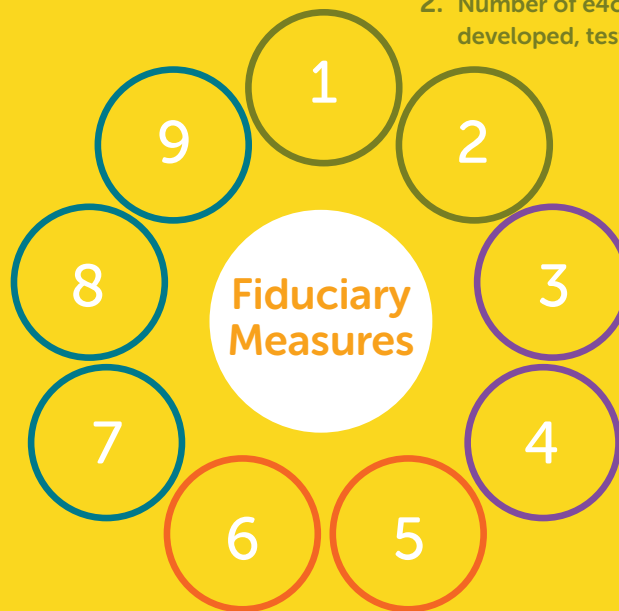 2. Number of e4c
developed, tes
1
2
3
4
5
6
7
8
9
Fiduciary
Measures